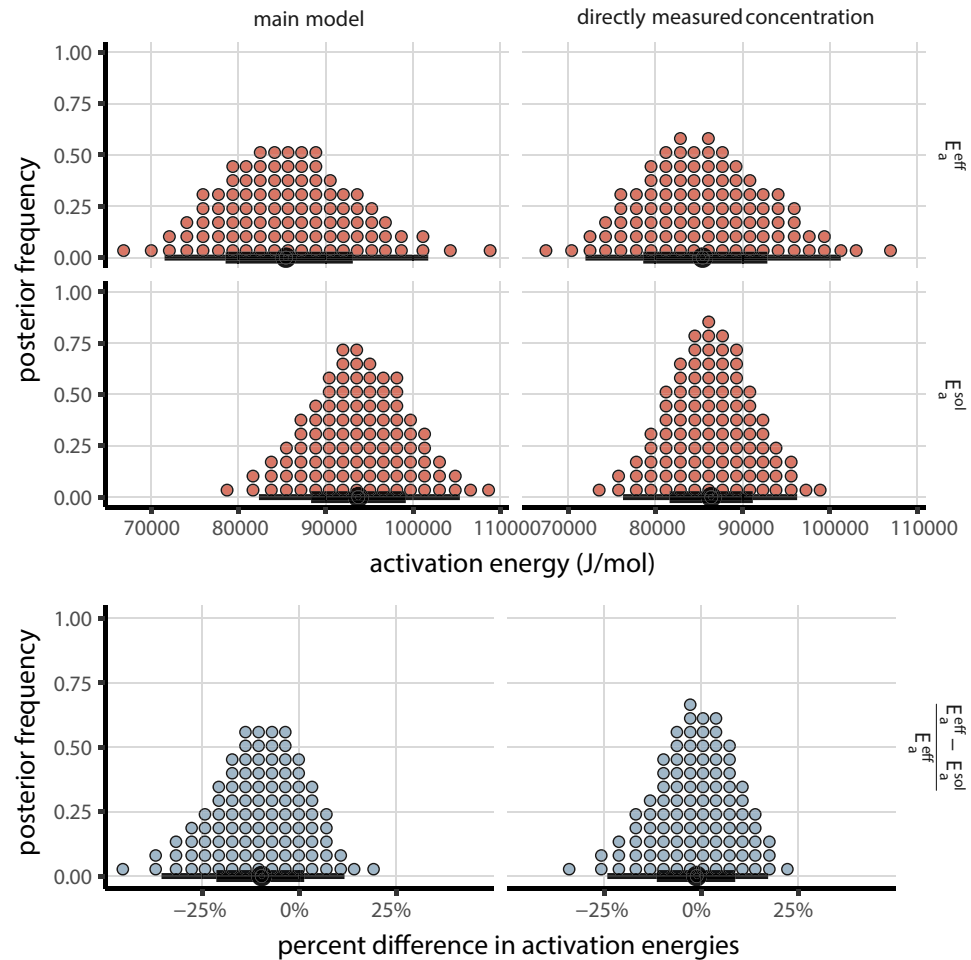 main model
directly measured concentration
1.00
0.75
0.50
0.25
0.00
E_a^eff
1.00
0.75
0.50
0.25
0.00
E_a^sol
posterior frequency
70000 80000 90000 100000 110000
70000 80000 90000 100000 110000
activation energy (J/mol)
1.00
0.75
0.50
0.25
0.00
posterior frequency
E_a^eff − E_a^sol
E_a^eff
−25% 0% 25%
−25% 0% 25%
percent difference in activation energies